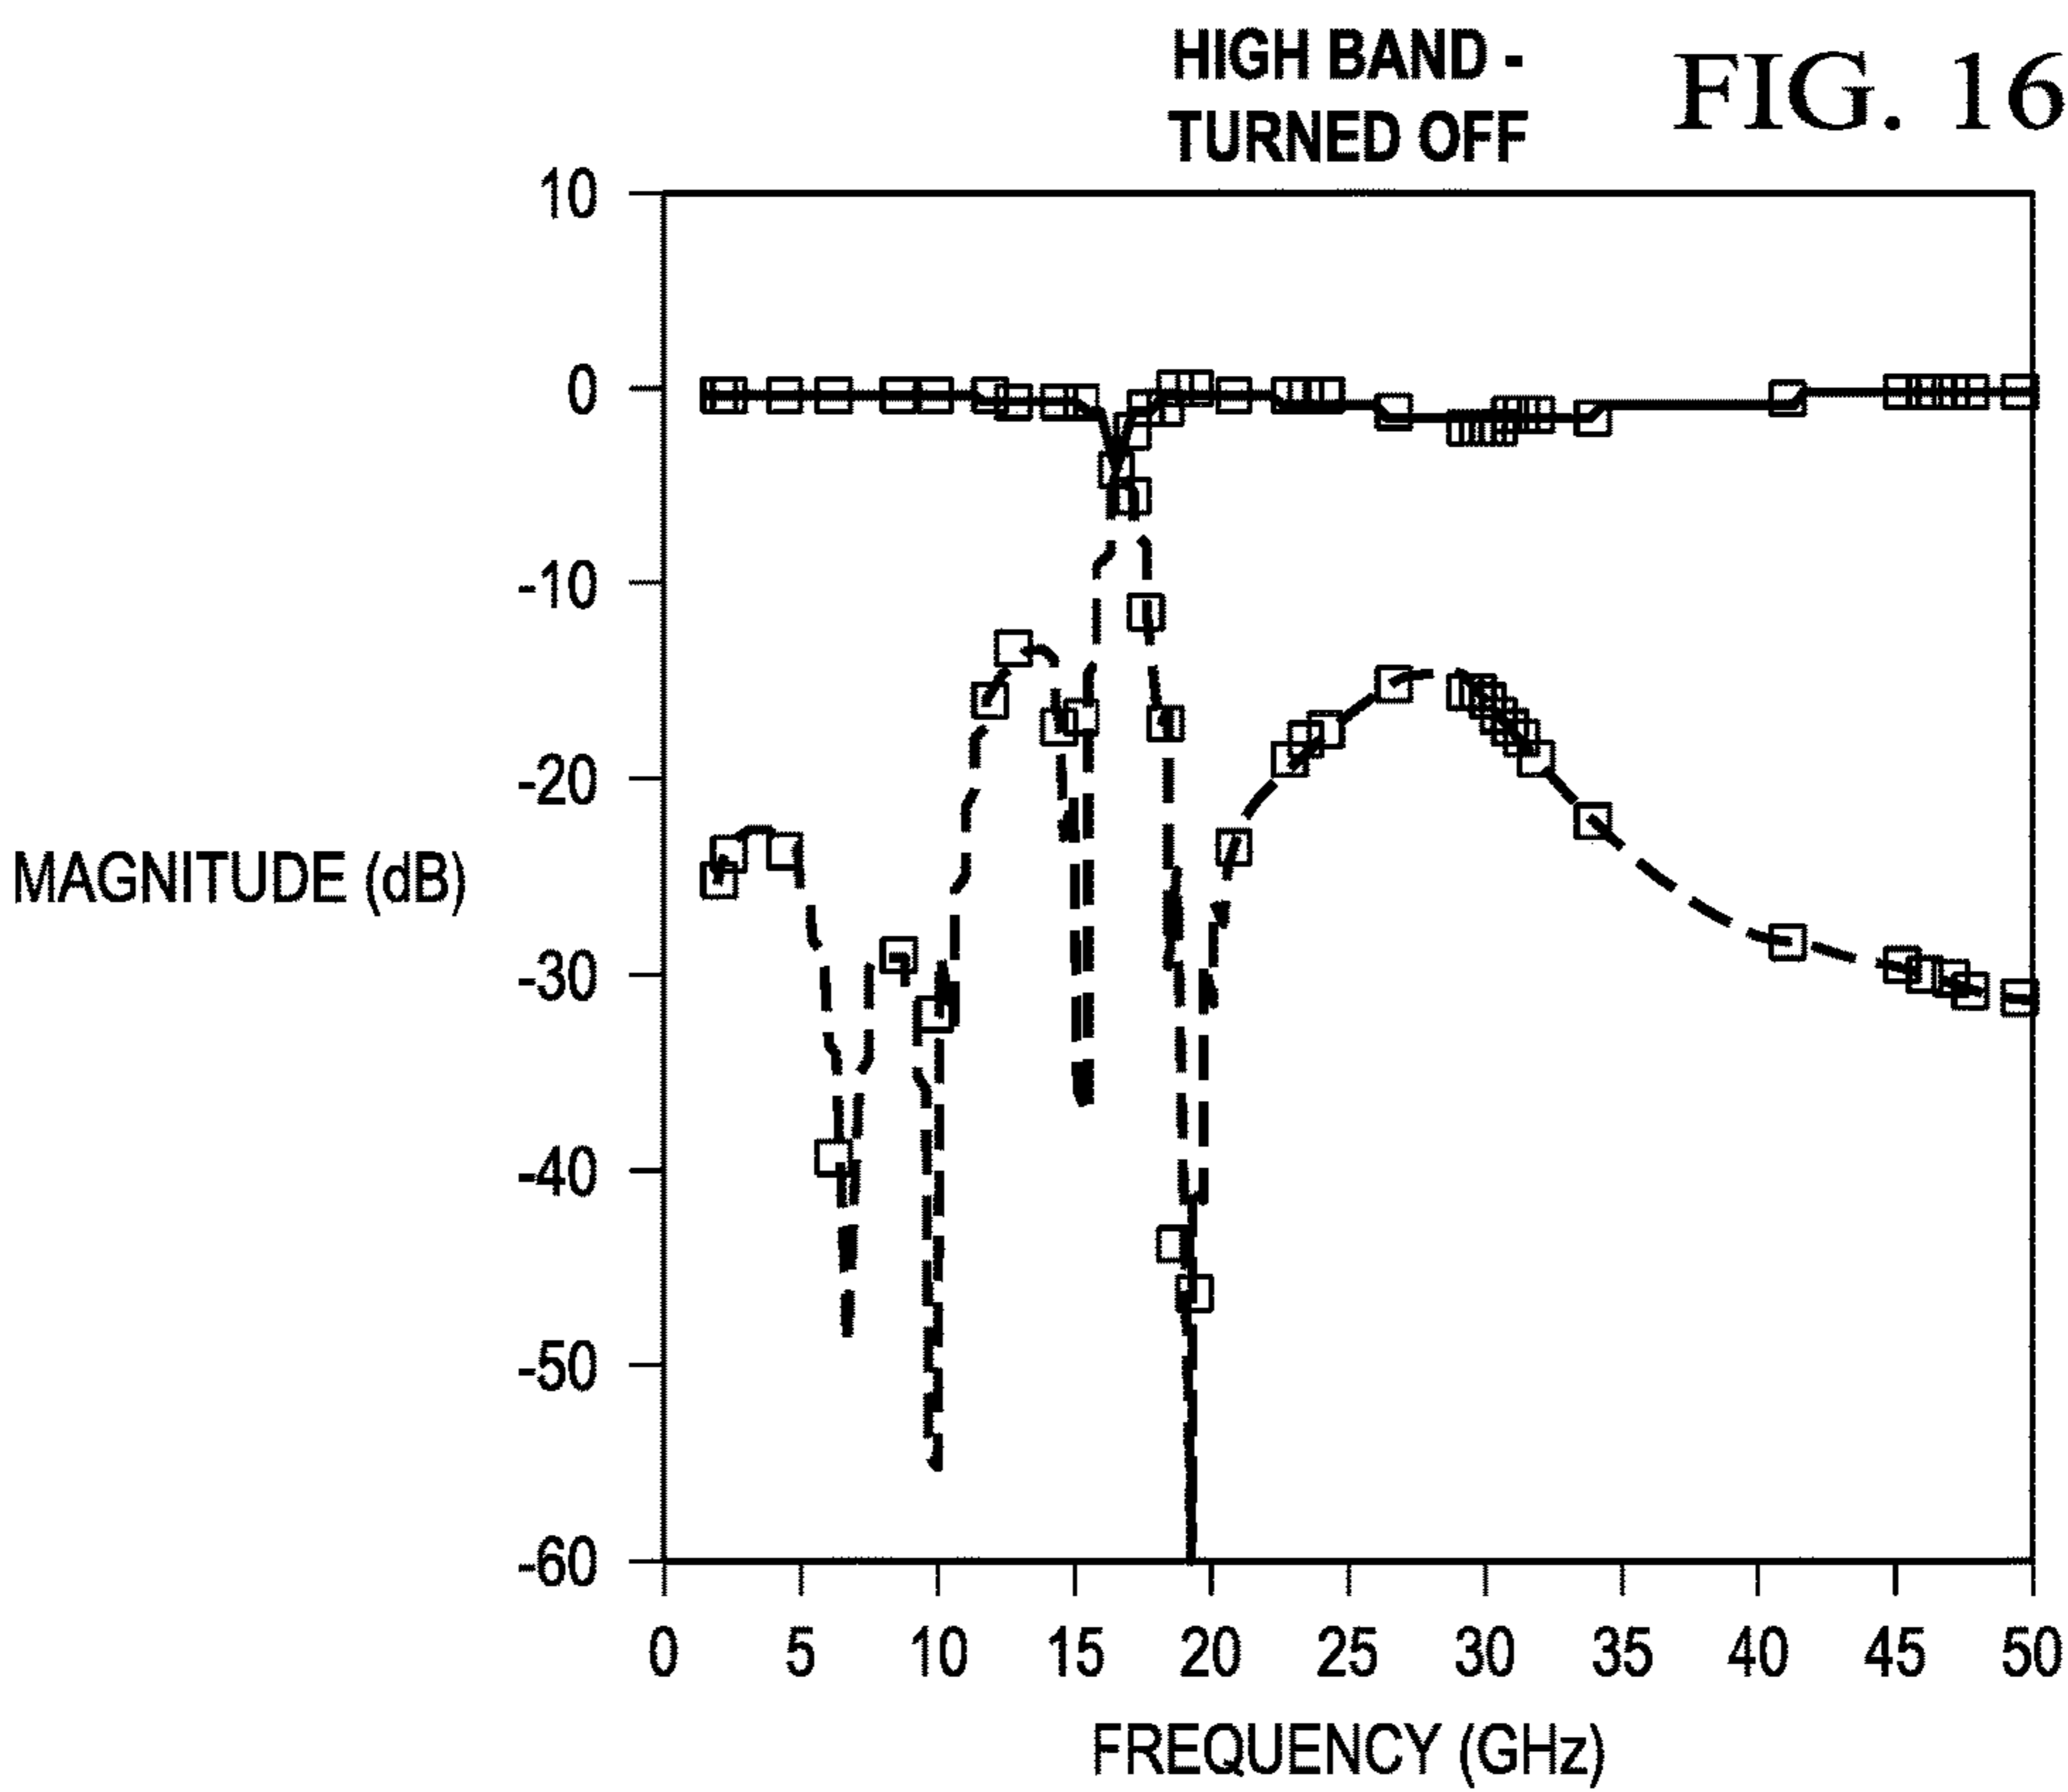 HIGH BAND -
TURNED OFF
FIG. 16
10
0
-10
-20
-30
-40
-50
-60
MAGNITUDE (dB)
0 5 10 15 20 25 30 35 40 45 50
FREQUENCY (GHz)